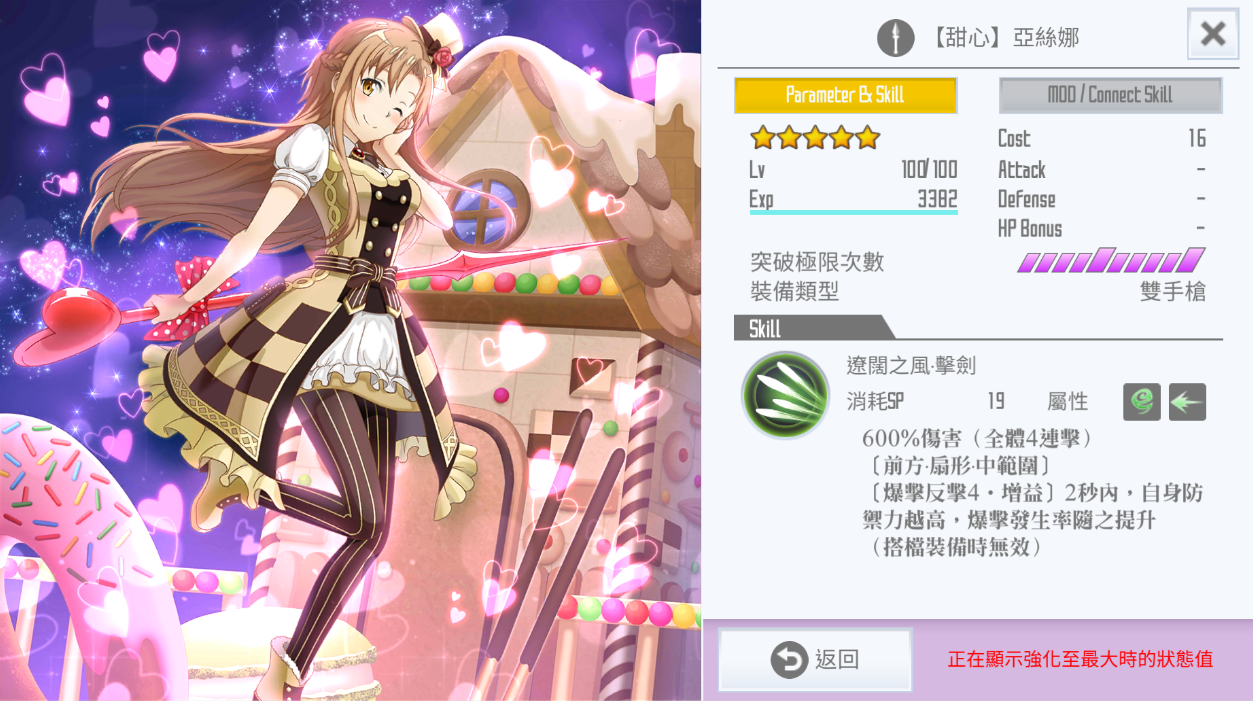 【甜心】亞絲娜
Parameter & Skill
MOD / Connect Skill
Lv 100/100
Exp 3382
Cost 16
Attack -
Defense -
HP Bonus -
突破極限次數
裝備類型 雙手槍
Skill
遼闊之風·擊劍
消耗SP 19 屬性
600%傷害（全體4連擊）
〔前方·扇形·中範圍〕
〔爆擊反擊4・增益〕2秒內，自身防
禦力越高，爆擊發生率隨之提升
（搭檔裝備時無效）
返回
正在顯示強化至最大時的狀態值